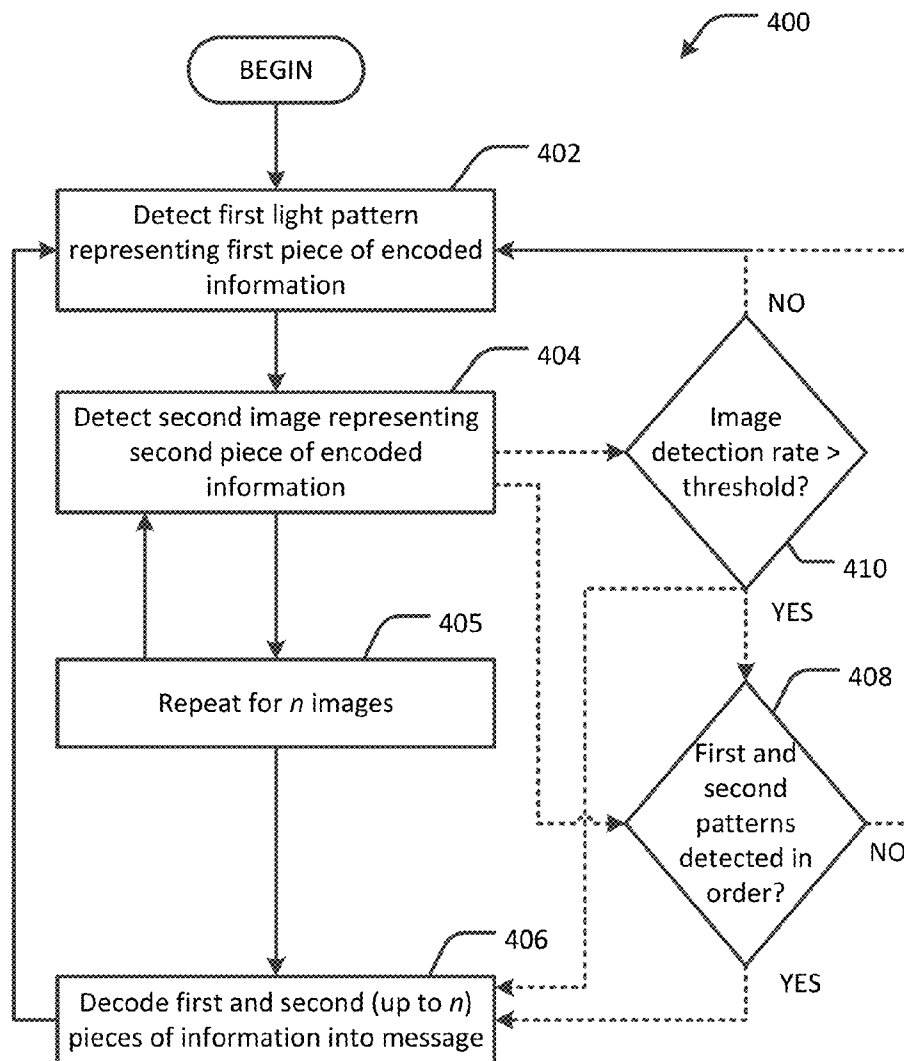 400
BEGIN
402
Detect first light pattern
representing first piece of encoded
information
NO
404
Detect second image representing
second piece of encoded
information
Image
detection rate >
threshold?
410
YES
405
Repeat for n images
408
First and
second
patterns
detected in
order?
NO
406
YES
Decode first and second (up to n)
pieces of information into message